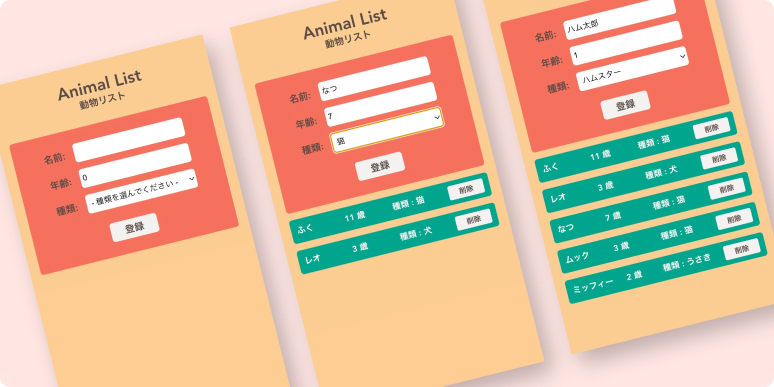 Animal List
動物リスト
名前:
年齢: 0
種類: - 種類を選んでください -
登録
Animal List
動物リスト
名前: なつ
年齢: 7
種類: 猫
登録
ふく 11 歳 種類 : 猫 削除
レオ 3 歳 種類 : 犬 削除
名前: ハム太郎
年齢: 1
種類: ハムスター
登録
ふく 11 歳 種類 : 猫 削除
レオ 3 歳 種類 : 犬 削除
なつ 7 歳 種類 : 猫 削除
ムック 3 歳 種類 : 猫 削除
ミッフィー 2 歳 種類 : うさき 削除